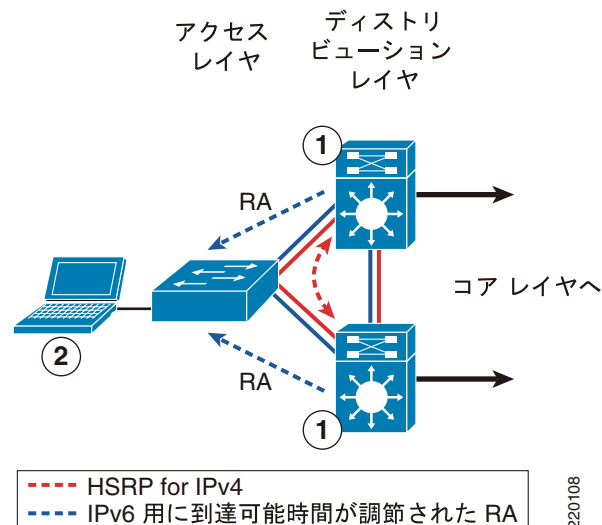 アクセス
レイヤ
ディストリ
ビューション
レイヤ
1
RA
コア レイヤへ
2
RA
1
HSRP for IPv4
IPv6 用に到達可能時間が調節された RA
220108